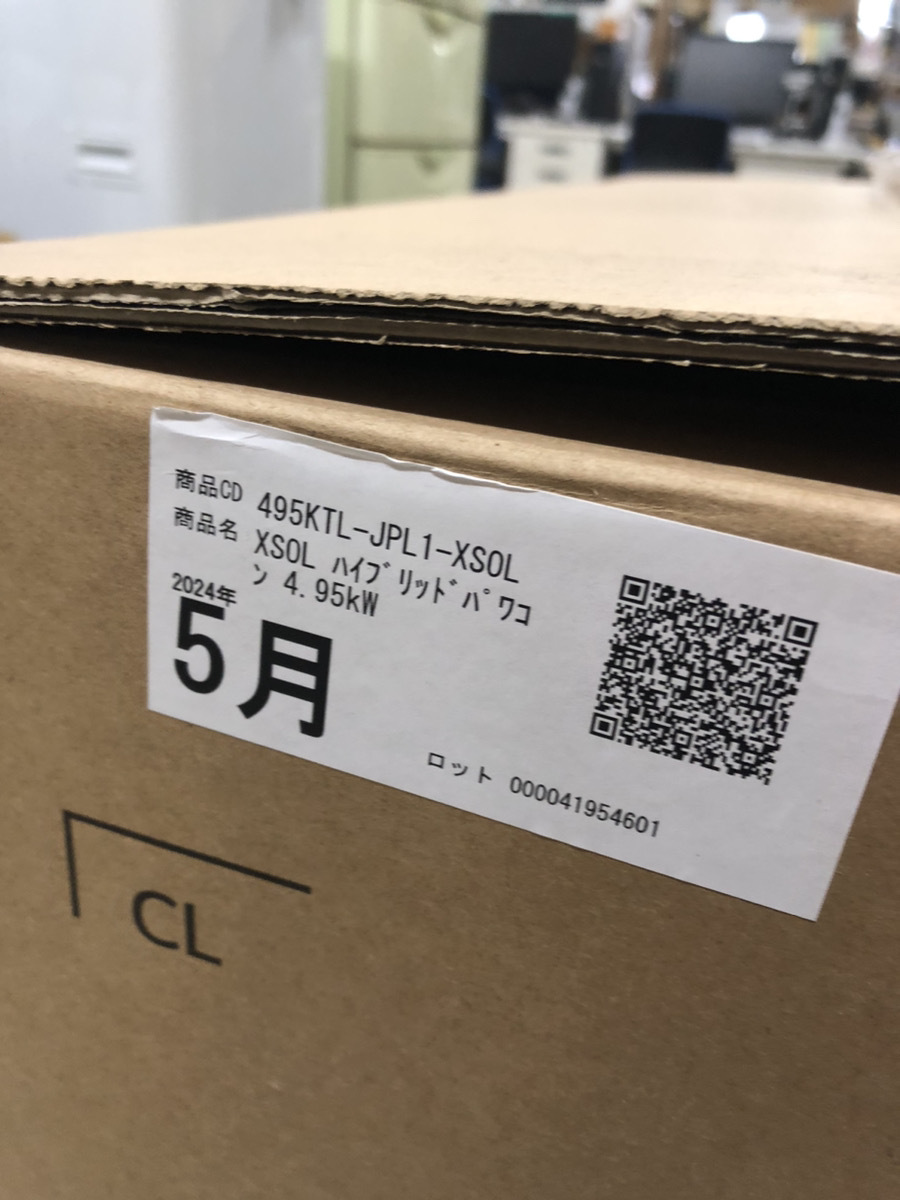 商品CD 495KTL-JPL1-XSOL
商品名 XSOL ﾊｲﾌﾞﾘｯﾄﾞﾊﾟﾜｺ
ﾝ 4.95kW
2024年
5月
ロット 000041954601
CL